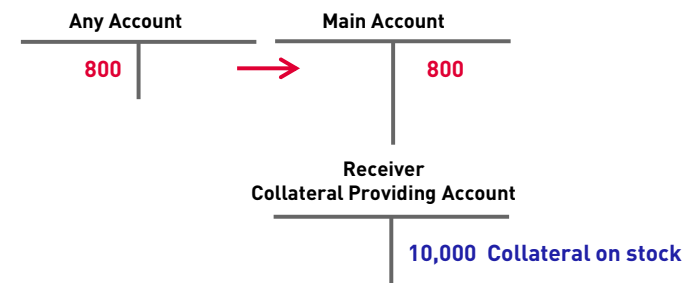 Any Account
Main Account
800
800
Receiver
Collateral Providing Account
10,000 Collateral on stock